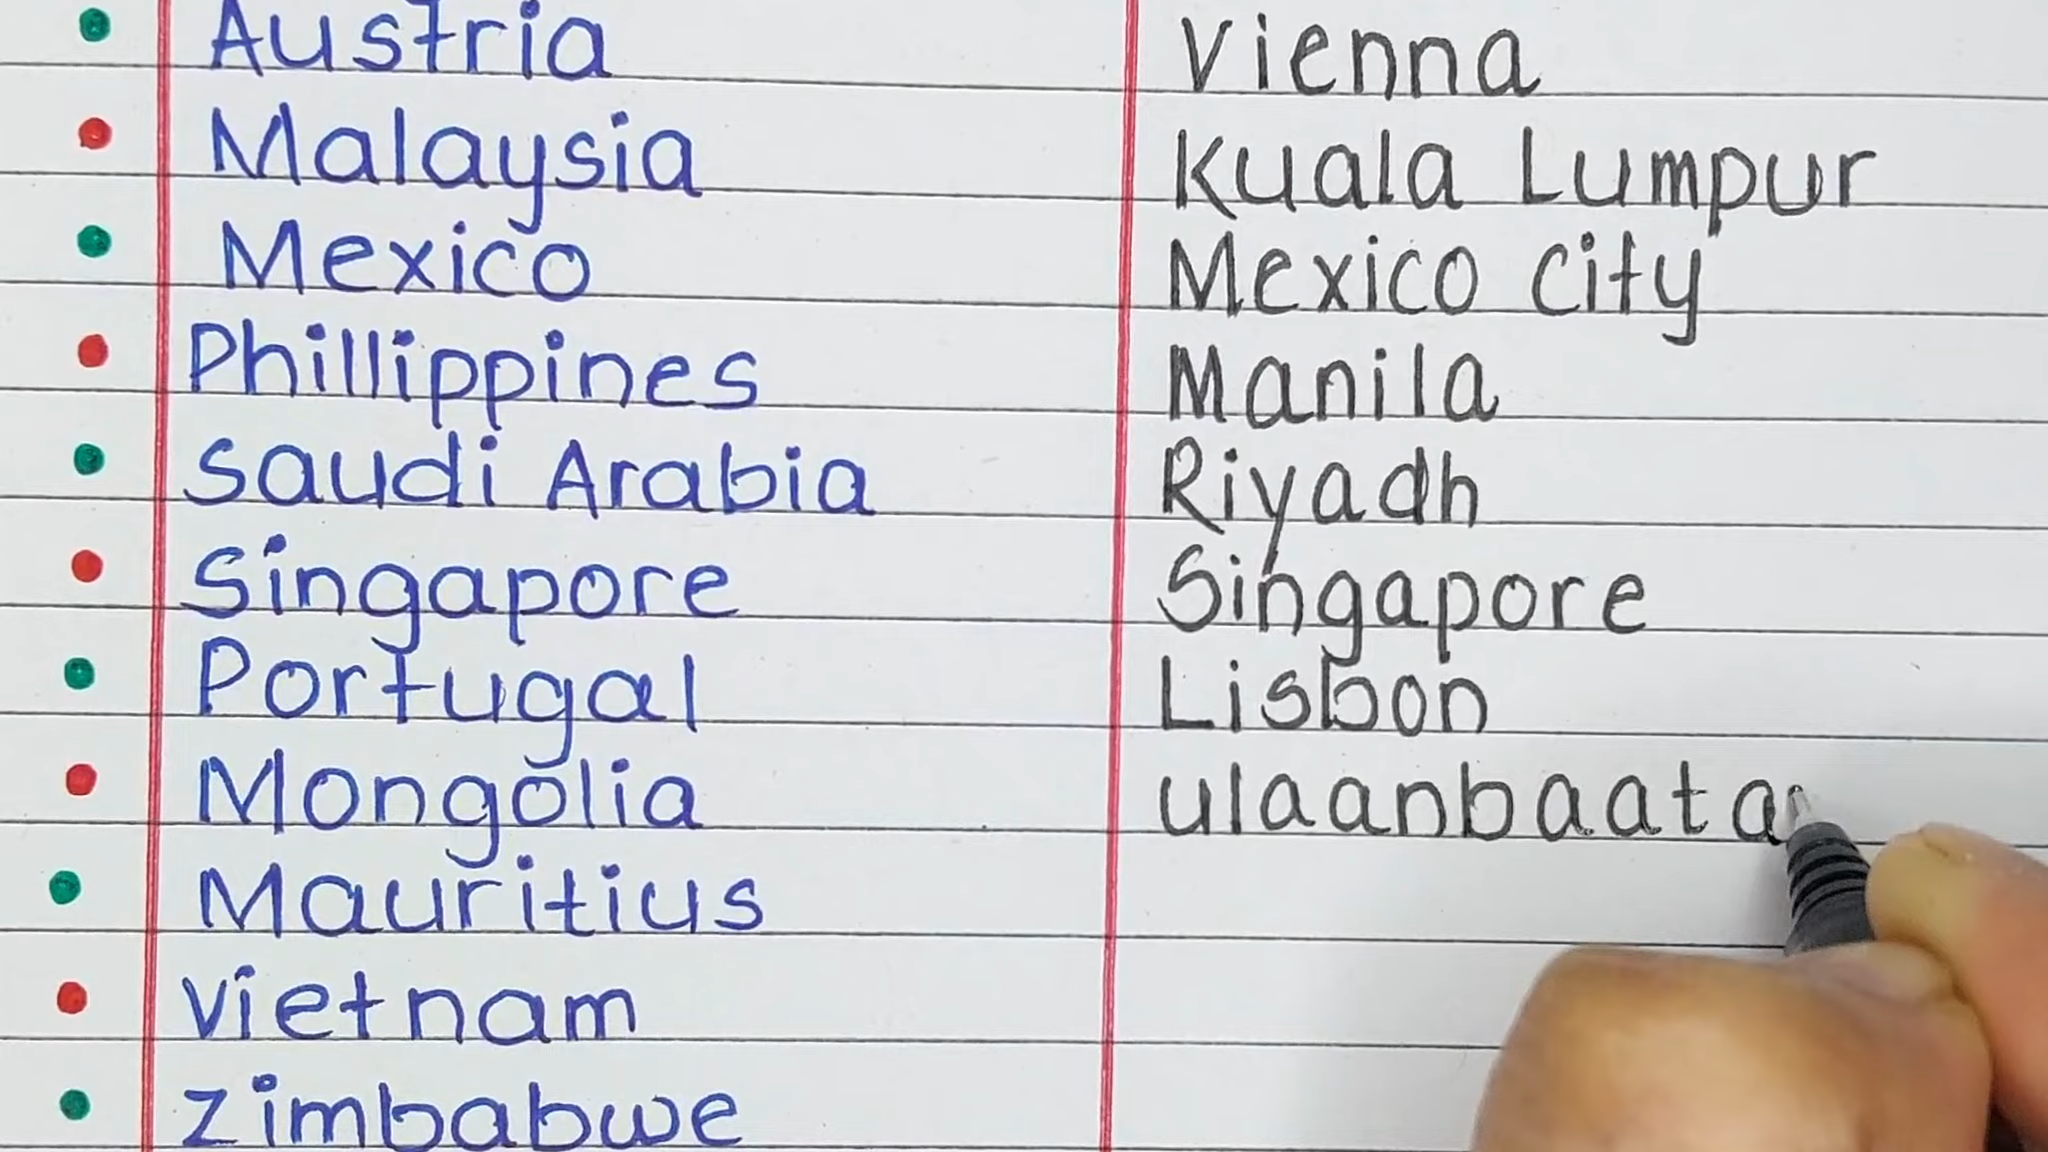 Austria Vienna
Malaysia Kuala Lumpur
Mexico Mexico city
Phillippines Manila
Saudi Arabia Riyadh
Singapore Singapore
Portugal Lisbon
Mongolia ulaanbaata
Mauritius
Vietnam
Zimbabwe